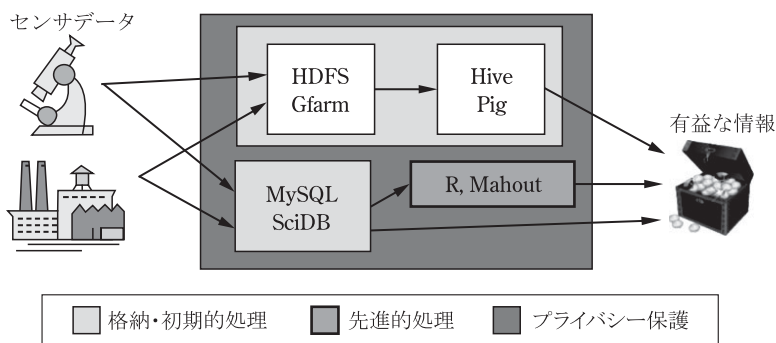 センサデータ
HDFS
Gfarm
Hive
Pig
有益な情報
MySQL
SciDB
R, Mahout
格納・初期的処理
先進的処理
プライバシー保護